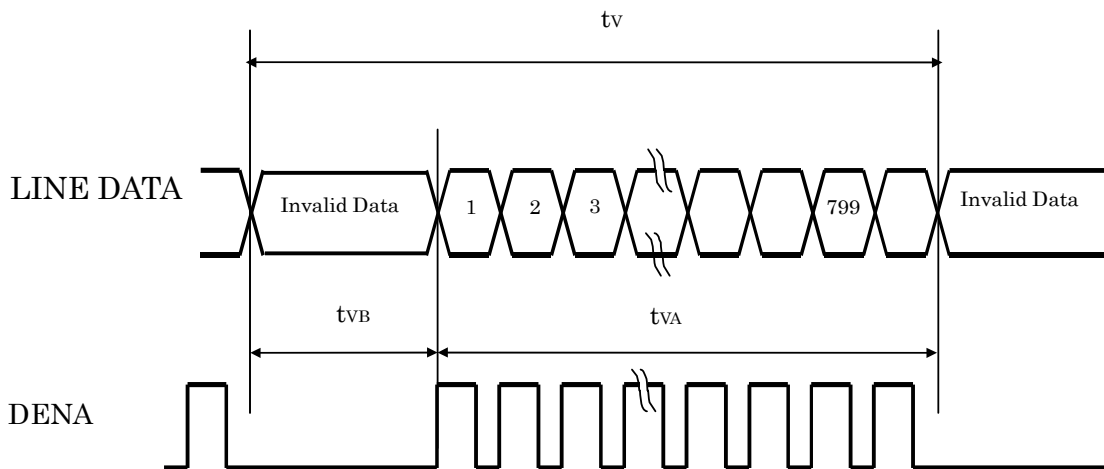 tV
LINE DATA
Invalid Data
1
2
3
799
Invalid Data
tVB
tVA
DENA